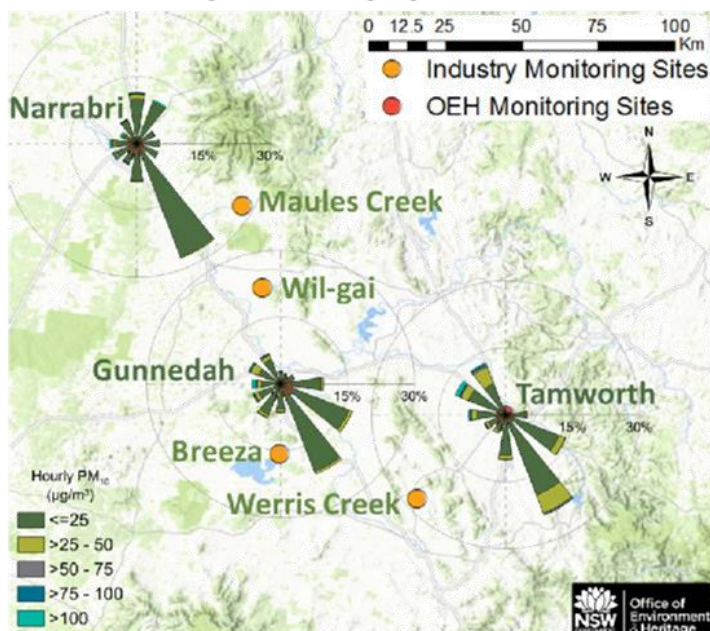 0 12.5 25 50 75 100
Km
Industry Monitoring Sites
OEH Monitoring Sites
Narrabri
15% 30%
N
W E
S
Maules Creek
Wil-gai
Gunnedah
15% 30%
Tamworth
15% 30%
Breeza
Werris Creek
Hourly PM₁₀
(µg/m³)
<=25
>25 - 50
>50 - 75
>75 - 100
>100
NSW
Office of
Environment
& Heritage